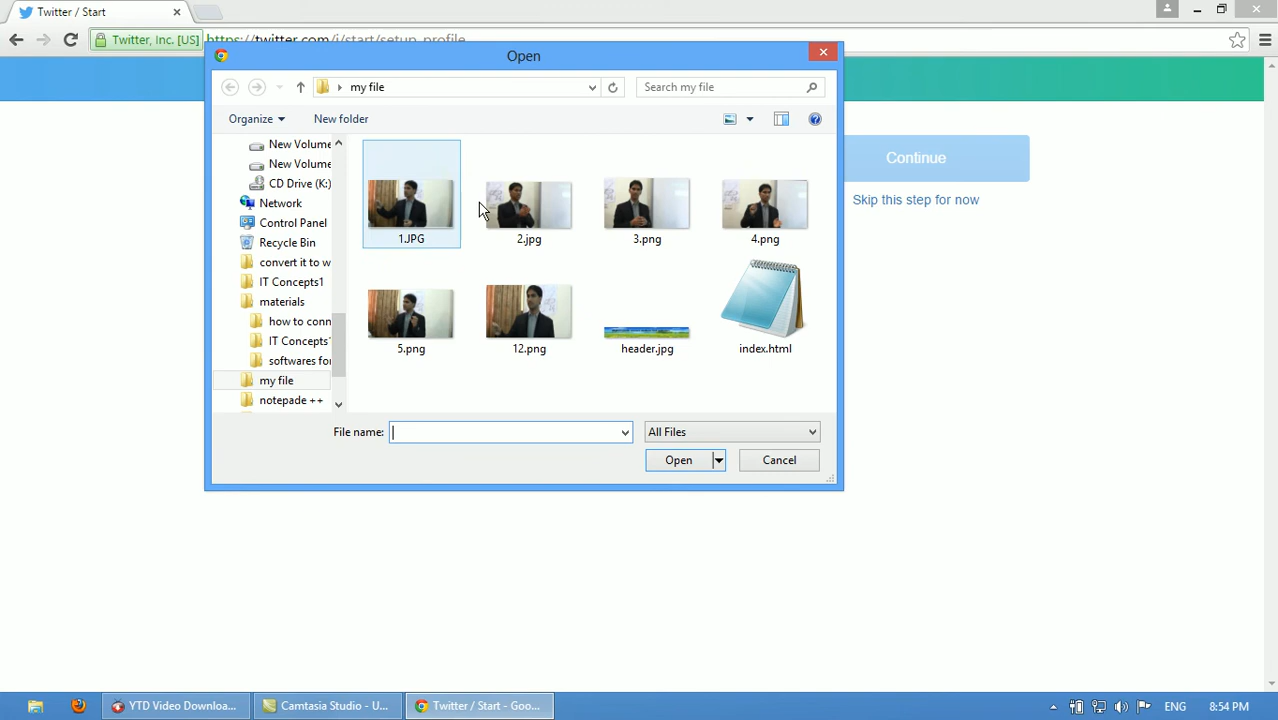 Twitter / Start
Twitter, Inc. [US]
https://twitter.com/i/start/setup_profile
Open
my file
Search my file
Organize
New folder
New Volume
New Volume
CD Drive (K:)
Network
Control Panel
Recycle Bin
convert it to w
IT Concepts1
materials
how to conn
IT Concepts
softwares for
my file
notepade ++
1.JPG
2.jpg
3.png
4.png
5.png
12.png
header.jpg
index.html
File name:
All Files
Open
Cancel
Continue
Skip this step for now
YTD Video Downloa...
Camtasia Studio - U...
Twitter / Start - Goo...
ENG
8:54 PM